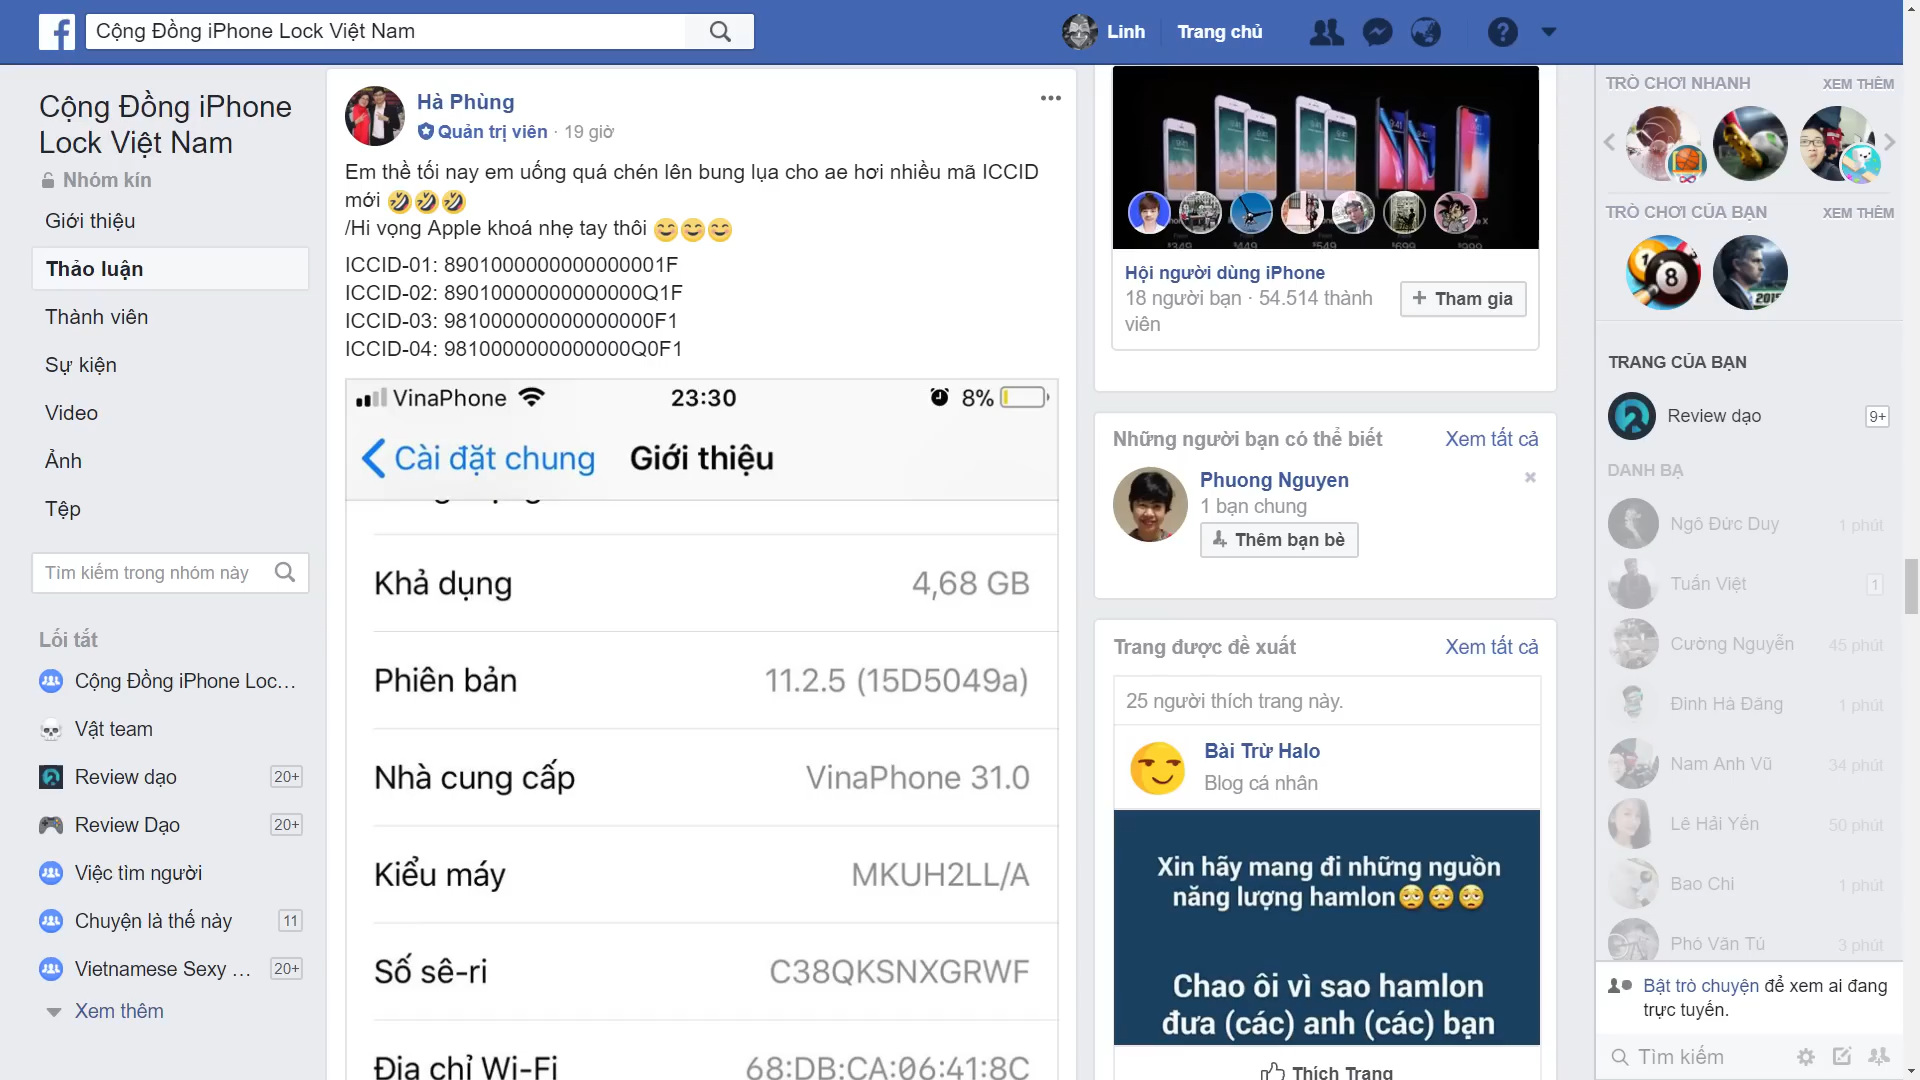 Cộng Đồng iPhone Lock Việt Nam
Linh
Trang chủ
Cộng Đồng iPhone
Lock Việt Nam
Nhóm kín
Giới thiệu
Thảo luận
Thành viên
Sự kiện
Video
Ảnh
Tệp
Tìm kiếm trong nhóm này
Lối tắt
Cộng Đồng iPhone Loc…
Vật team
Review dạo 20+
Review Dạo 20+
Việc tìm người
Chuyện là thế này 11
Vietnamese Sexy … 20+
Xem thêm
Hà Phùng
Quản trị viên · 19 giờ
Em thề tối nay em uống quá chén lên bung lụa cho ae hơi nhiều mã ICCID
mới 🤣🤣🤣
/Hi vọng Apple khoá nhẹ tay thôi 😊😊😊
ICCID-01: 8901000000000000001F
ICCID-02: 89010000000000000Q1F
ICCID-03: 981000000000000000F1
ICCID-04: 9810000000000000Q0F1
VinaPhone 23:30 8%
Cài đặt chung Giới thiệu
Khả dụng 4,68 GB
Phiên bản 11.2.5 (15D5049a)
Nhà cung cấp VinaPhone 31.0
Kiểu máy MKUH2LL/A
Số sê-ri C38QKSNXGRWF
Địa chỉ Wi-Fi 68:DB:CA:06:41:8C
$349 $449 $549 $699 $999
Hội người dùng iPhone
18 người bạn · 54.514 thành
viên
+ Tham gia
Những người bạn có thể biết Xem tất cả
Phuong Nguyen
1 bạn chung
Thêm bạn bè
Trang được đề xuất Xem tất cả
25 người thích trang này.
Bài Trừ Halo
Blog cá nhân
Xin hãy mang đi những nguồn
năng lượng hamlon😳😳😳
Chao ôi vì sao hamlon
đưa (các) anh (các) bạn
Thích Trang
TRÒ CHƠI NHANH XEM THÊM
TRÒ CHƠI CỦA BẠN XEM THÊM
TRANG CỦA BẠN
Review dạo 9+
DANH BẠ
Ngô Đức Duy 1 phút
Tuấn Việt 1
Cường Nguyễn 45 phút
Đinh Hà Đăng 1 phút
Nam Anh Vũ 34 phút
Lê Hải Yến 50 phút
Bao Chi 1 phút
Phó Văn Tú 3 phút
Bật trò chuyện để xem ai đang
trực tuyến.
Tìm kiếm